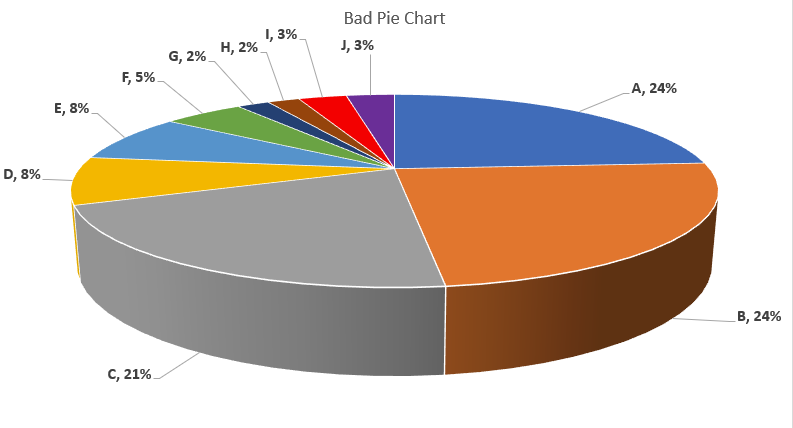 Bad Pie Chart
A, 24%
B, 24%
C, 21%
D, 8%
E, 8%
F, 5%
G, 2%
H, 2%
I, 3%
J, 3%